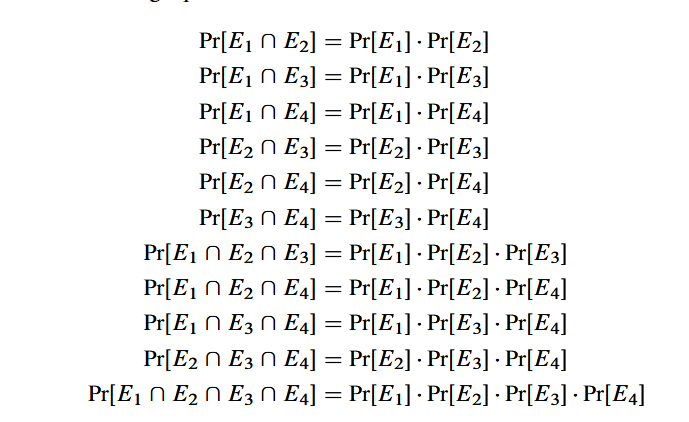 Pr[E₁ ∩ E₂] = Pr[E₁] · Pr[E₂]
Pr[E₁ ∩ E₃] = Pr[E₁] · Pr[E₃]
Pr[E₁ ∩ E₄] = Pr[E₁] · Pr[E₄]
Pr[E₂ ∩ E₃] = Pr[E₂] · Pr[E₃]
Pr[E₂ ∩ E₄] = Pr[E₂] · Pr[E₄]
Pr[E₃ ∩ E₄] = Pr[E₃] · Pr[E₄]
Pr[E₁ ∩ E₂ ∩ E₃] = Pr[E₁] · Pr[E₂] · Pr[E₃]
Pr[E₁ ∩ E₂ ∩ E₄] = Pr[E₁] · Pr[E₂] · Pr[E₄]
Pr[E₁ ∩ E₃ ∩ E₄] = Pr[E₁] · Pr[E₃] · Pr[E₄]
Pr[E₂ ∩ E₃ ∩ E₄] = Pr[E₂] · Pr[E₃] · Pr[E₄]
Pr[E₁ ∩ E₂ ∩ E₃ ∩ E₄] = Pr[E₁] · Pr[E₂] · Pr[E₃] · Pr[E₄]